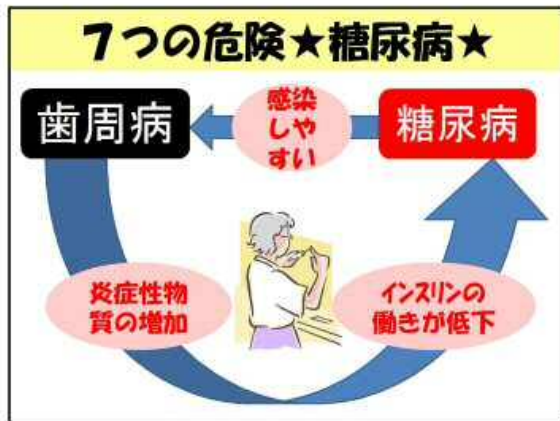 7つの危険★糖尿病★
歯周病
感染
しや
すい
糖尿病
炎症性物
質の増加
インスリンの
働きが低下